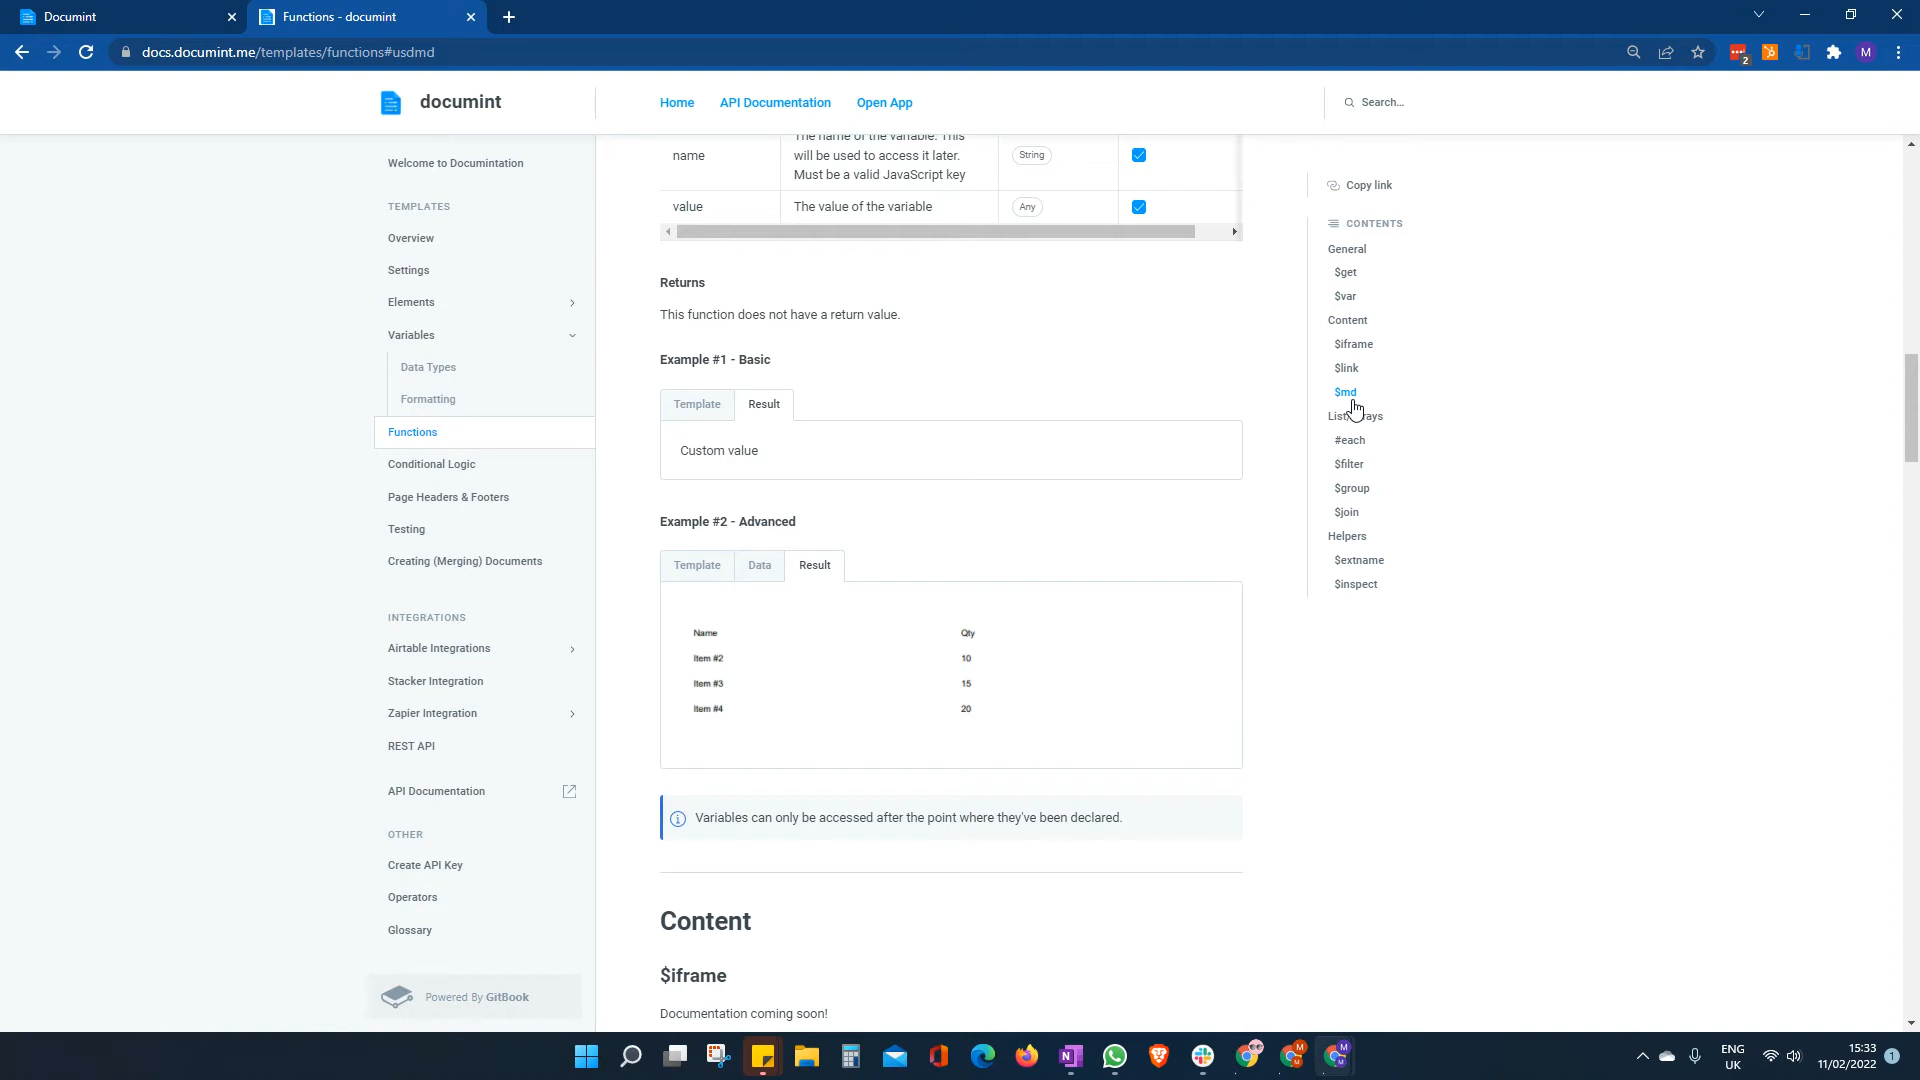 Documint
Functions - documint
docs.documint.me/templates/functions#usdmd
M
2
documint
Home
API Documentation
Open App
Search...
Welcome to Documintation
TEMPLATES
Overview
Settings
Elements
Variables
Data Types
Formatting
Functions
Conditional Logic
Page Headers & Footers
Testing
Creating (Merging) Documents
INTEGRATIONS
Airtable Integrations
Stacker Integration
Zapier Integration
REST API
API Documentation
OTHER
Create API Key
Operators
Glossary
Powered By GitBook
name
The name of the variable. This
will be used to access it later.
Must be a valid JavaScript key
String
value
The value of the variable
Any
Returns
This function does not have a return value.
Example #1 - Basic
Template
Result
Custom value
Example #2 - Advanced
Template
Data
Result
Name Qty
Item #2 10
Item #3 15
Item #4 20
Variables can only be accessed after the point where they've been declared.
Content
$iframe
Documentation coming soon!
Copy link
CONTENTS
General
$get
$var
Content
$iframe
$link
$md
#each
$filter
$group
$join
Helpers
$extname
$inspect
N
M
M
ENG
UK
15:33
11/02/2022
1